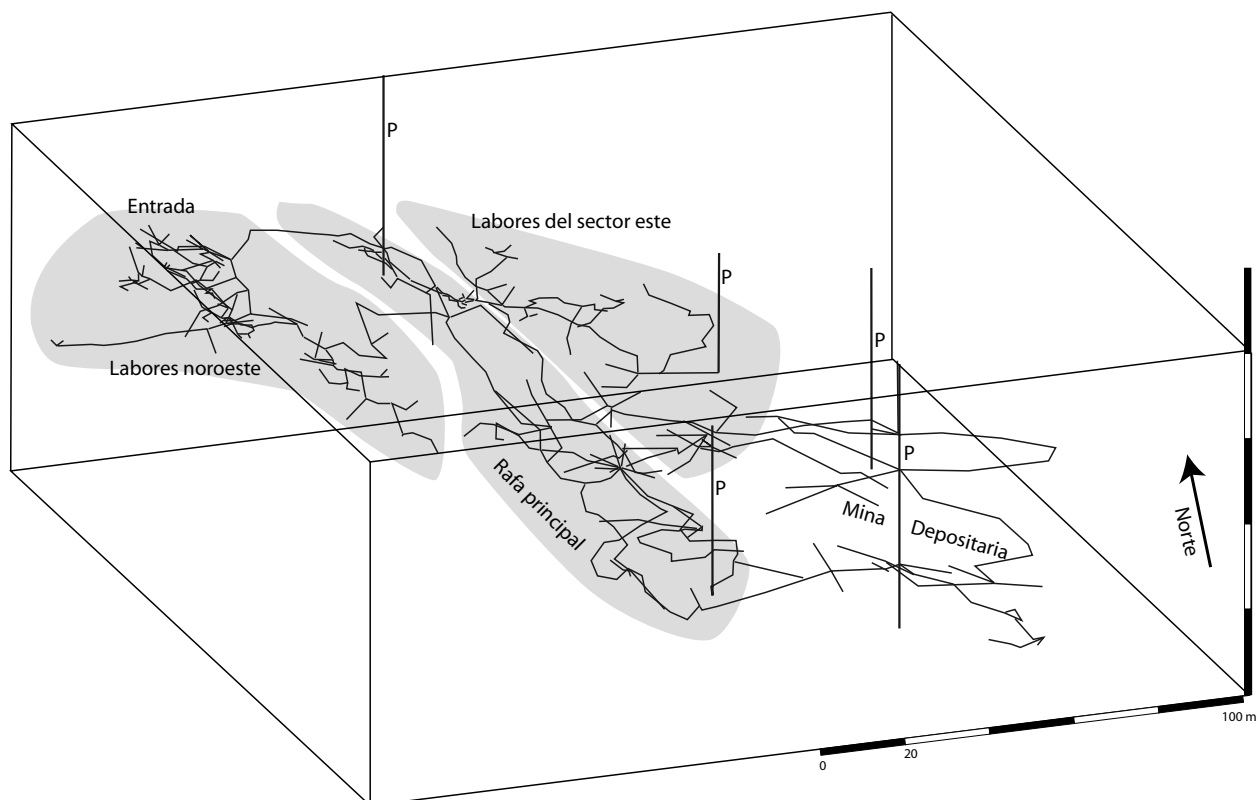 P
Entrada
Labores del sector este
P
P
Labores noroeste
P
P
Rafa principal
Mina Depositaria
Norte
0
20
100 m